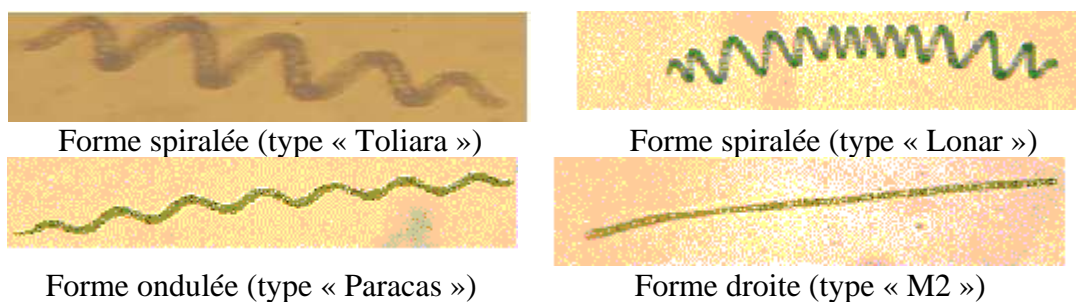 Forme spiralée (type « Toliara »)
Forme spiralée (type « Lonar »)
Forme ondulée (type « Paracas »)
Forme droite (type « M2 »)